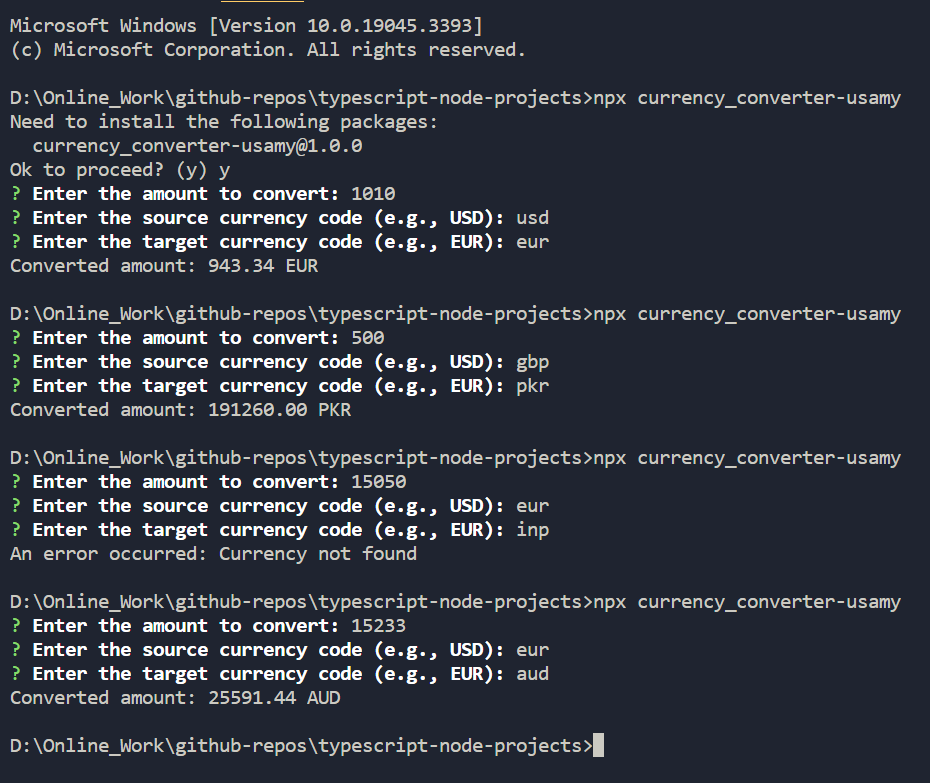 Microsoft Windows [Version 10.0.19045.3393]
(c) Microsoft Corporation. All rights reserved.
D:\Online_Work\github-repos\typescript-node-projects>npx currency_converter-usamy
Need to install the following packages:
  currency_converter-usamy@1.0.0
Ok to proceed? (y) y
? Enter the amount to convert: 1010
? Enter the source currency code (e.g., USD): usd
? Enter the target currency code (e.g., EUR): eur
Converted amount: 943.34 EUR
D:\Online_Work\github-repos\typescript-node-projects>npx currency_converter-usamy
? Enter the amount to convert: 500
? Enter the source currency code (e.g., USD): gbp
? Enter the target currency code (e.g., EUR): pkr
Converted amount: 191260.00 PKR
D:\Online_Work\github-repos\typescript-node-projects>npx currency_converter-usamy
? Enter the amount to convert: 15050
? Enter the source currency code (e.g., USD): eur
? Enter the target currency code (e.g., EUR): inp
An error occurred: Currency not found
D:\Online_Work\github-repos\typescript-node-projects>npx currency_converter-usamy
? Enter the amount to convert: 15233
? Enter the source currency code (e.g., USD): eur
? Enter the target currency code (e.g., EUR): aud
Converted amount: 25591.44 AUD
D:\Online_Work\github-repos\typescript-node-projects>